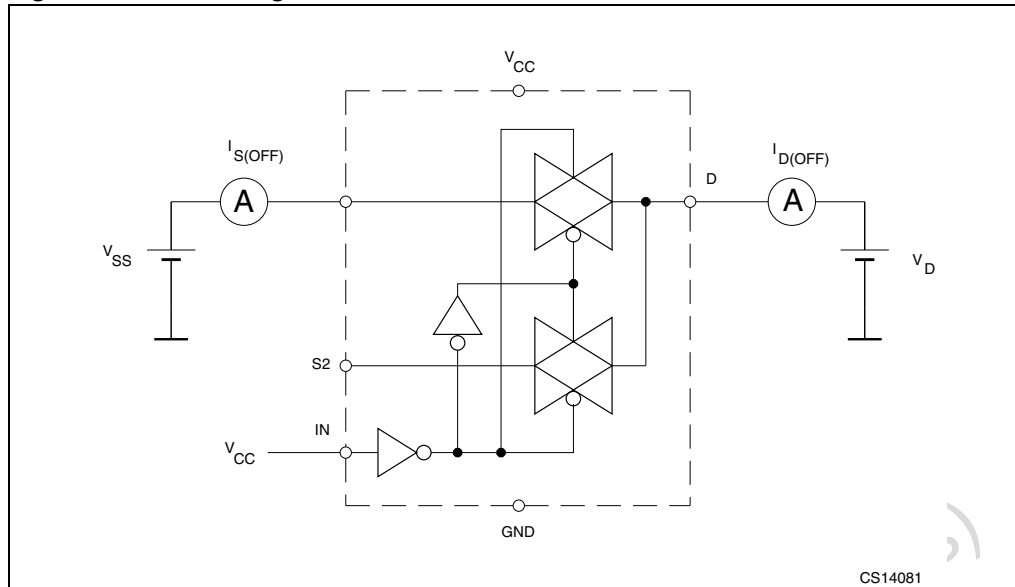 V CC
I S(OFF)
A
I D(OFF)
A
D
V SS
V D
S2
IN
V CC
GND
CS14081